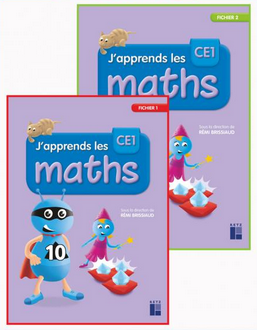 FICHIER 2
J'apprends les
CE1
maths
Sous la direction de
RÉMI BRISSIAUD
RETZ
FICHIER 1
J'apprends les
CE1
maths
Sous la direction de
RÉMI BRISSIAUD
10
RETZ